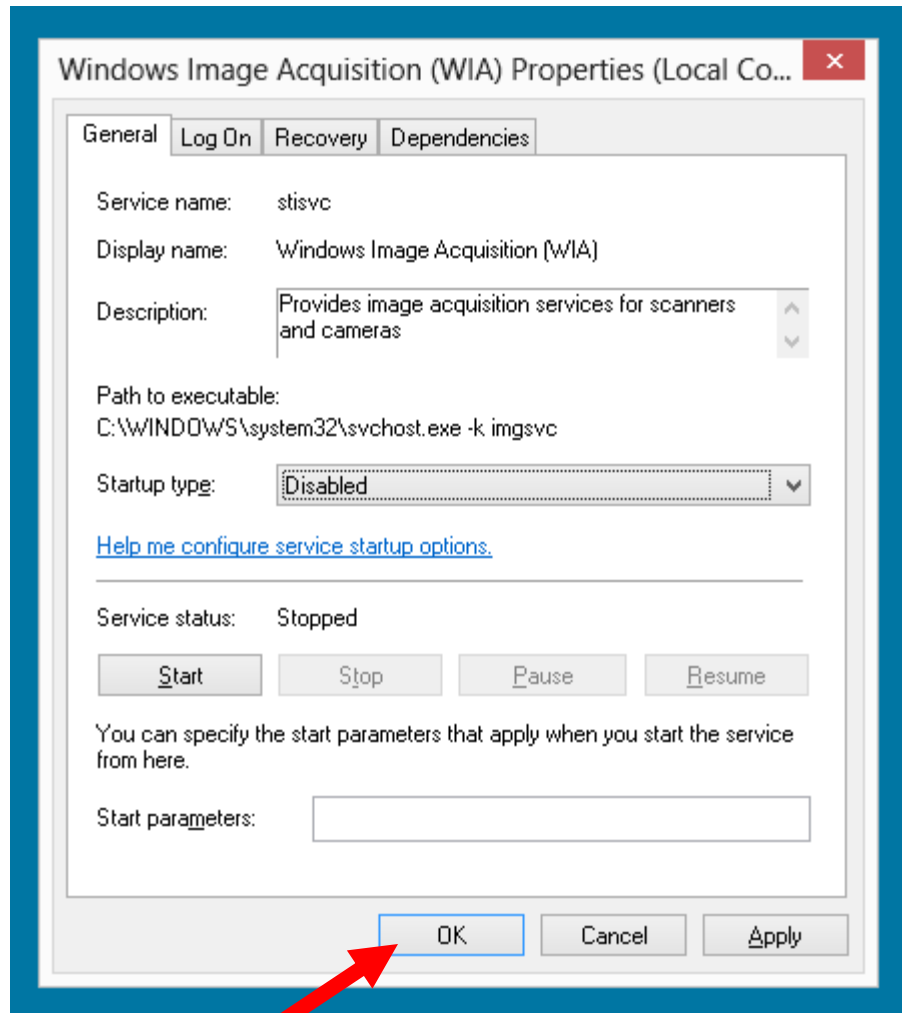 Windows Image Acquisition (WIA) Properties (Local Co...
General Log On Recovery Dependencies
Service name: stisvc
Display name: Windows Image Acquisition (WIA)
Description: Provides image acquisition services for scanners
and cameras
Path to executable:
C:\WINDOWS\system32\svchost.exe -k imgsvc
Startup type: Disabled
Help me configure service startup options.
Service status: Stopped
Start Stop Pause Resume
You can specify the start parameters that apply when you start the service
from here.
Start parameters:
OK Cancel Apply